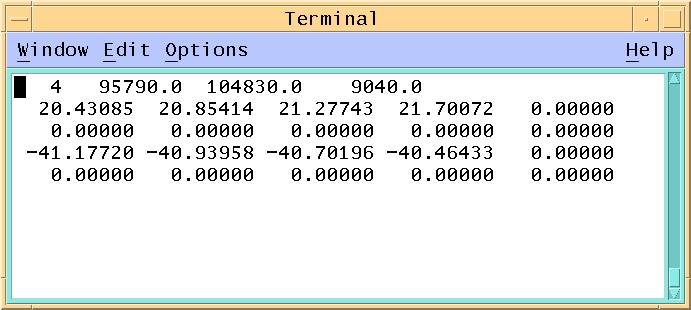 Terminal
Window Edit Options Help
4 95790.0 104830.0 9040.0
20.43085 20.85414 21.27743 21.70072 0.00000
0.00000 0.00000 0.00000 0.00000 0.00000
-41.17720 -40.93958 -40.70196 -40.46433 0.00000
0.00000 0.00000 0.00000 0.00000 0.00000